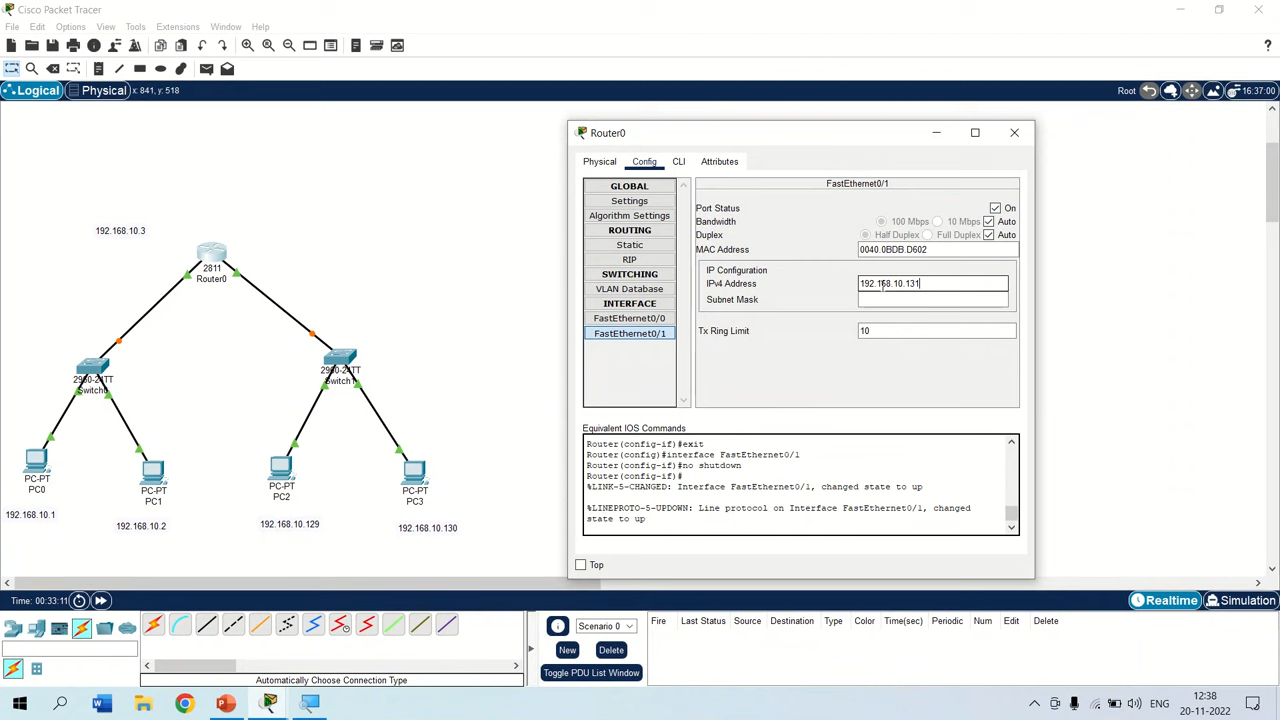 Cisco Packet Tracer
File Edit Options View Tools Extensions Window Help
Logical Physical x: 841, y: 518 Root 16:37:00
Router0
Physical Config CLI Attributes
GLOBAL
Settings
Algorithm Settings
ROUTING
Static
RIP
SWITCHING
VLAN Database
INTERFACE
FastEthernet0/0
FastEthernet0/1
FastEthernet0/1
Port Status On
Bandwidth 100 Mbps 10 Mbps Auto
Duplex Half Duplex Full Duplex Auto
MAC Address 0040.0BDB.D602
IP Configuration
IPv4 Address 192.168.10.131
Subnet Mask
Tx Ring Limit 10
Equivalent IOS Commands
Router(config-if)#exit
Router(config)#interface FastEthernet0/1
Router(config-if)#no shutdown
Router(config-if)#
%LINK-5-CHANGED: Interface FastEthernet0/1, changed state to up
%LINEPROTO-5-UPDOWN: Line protocol on Interface FastEthernet0/1, changed
state to up
Top
192.168.10.3
2811
Router0
2960-24TT
Switch0
2960-24TT
Switch1
PC-PT
PC0
PC-PT
PC1
PC-PT
PC2
PC-PT
PC3
192.168.10.1
192.168.10.2
192.168.10.129
192.168.10.130
Time: 00:33:11 Realtime Simulation
Scenario 0
New Delete
Toggle PDU List Window
Fire Last Status Source Destination Type Color Time(sec) Periodic Num Edit Delete
Automatically Choose Connection Type
ENG
12:38
20-11-2022